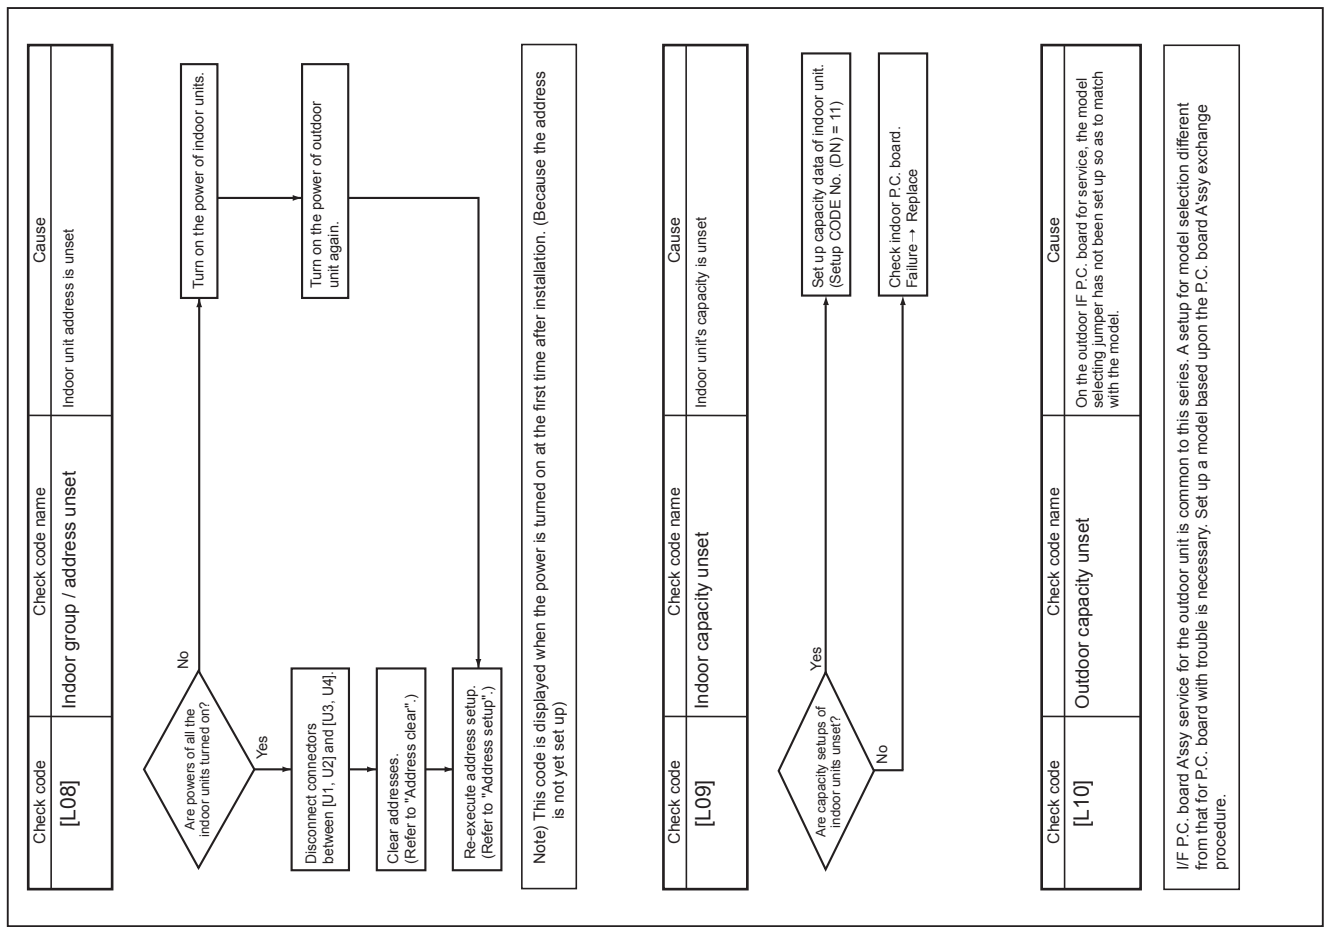 Check code
Check code name
Cause
[L08]
Indoor group / address unset
Indoor unit address is unset
Are powers of all the
indoor units turned on?
No
Yes
Turn on the power of indoor units.
Turn on the power of outdoor
unit again.
Disconnect connectors
between [U1, U2] and [U3, U4].
Clear addresses.
(Refer to "Address clear".)
Re-execute address setup.
(Refer to "Address setup".)
Note) This code is displayed when the power is turned on at the first time after installation. (Because the address
is not yet set up)
Check code
Check code name
Cause
[L09]
Indoor capacity unset
Indoor unit's capacity is unset
Are capacity setups of
indoor units unset?
Yes
No
Set up capacity data of indoor unit.
(Setup CODE No. (DN) = 11)
Check indoor P.C. board.
Failure → Replace
Check code
Check code name
Cause
[L10]
Outdoor capacity unset
On the outdoor IF P.C. board for service, the model
selecting jumper has not been set up so as to match
with the model.
I/F P.C. board A'ssy service for the outdoor unit is common to this series. A setup for model selection different
from that for P.C. board with trouble is necessary. Set up a model based upon the P.C. board A'ssy exchange
procedure.